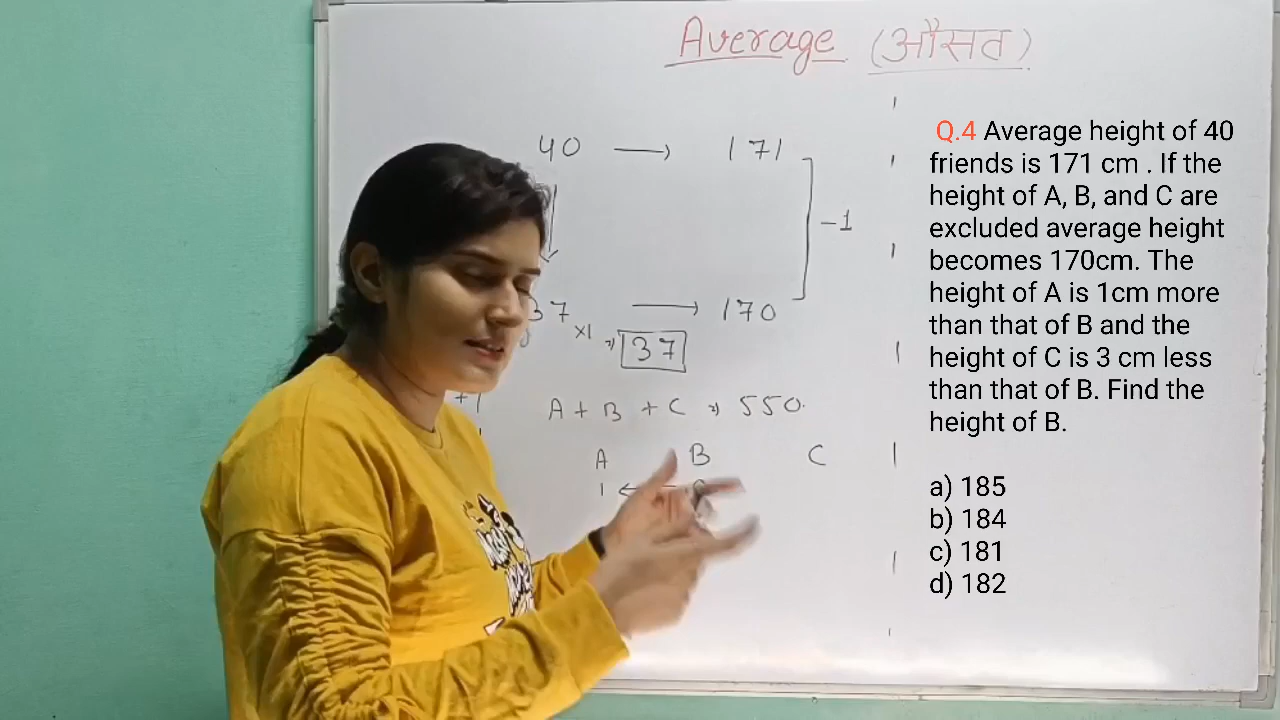 Average (औसत)
40 → 171
-1
37 → 170
x1 ⇒ 37
+1
A + B + C ⇒ 550
A B C
1 ←
Q.4 Average height of 40
friends is 171 cm . If the
height of A, B, and C are
excluded average height
becomes 170cm. The
height of A is 1cm more
than that of B and the
height of C is 3 cm less
than that of B. Find the
height of B.
a) 185
b) 184
c) 181
d) 182